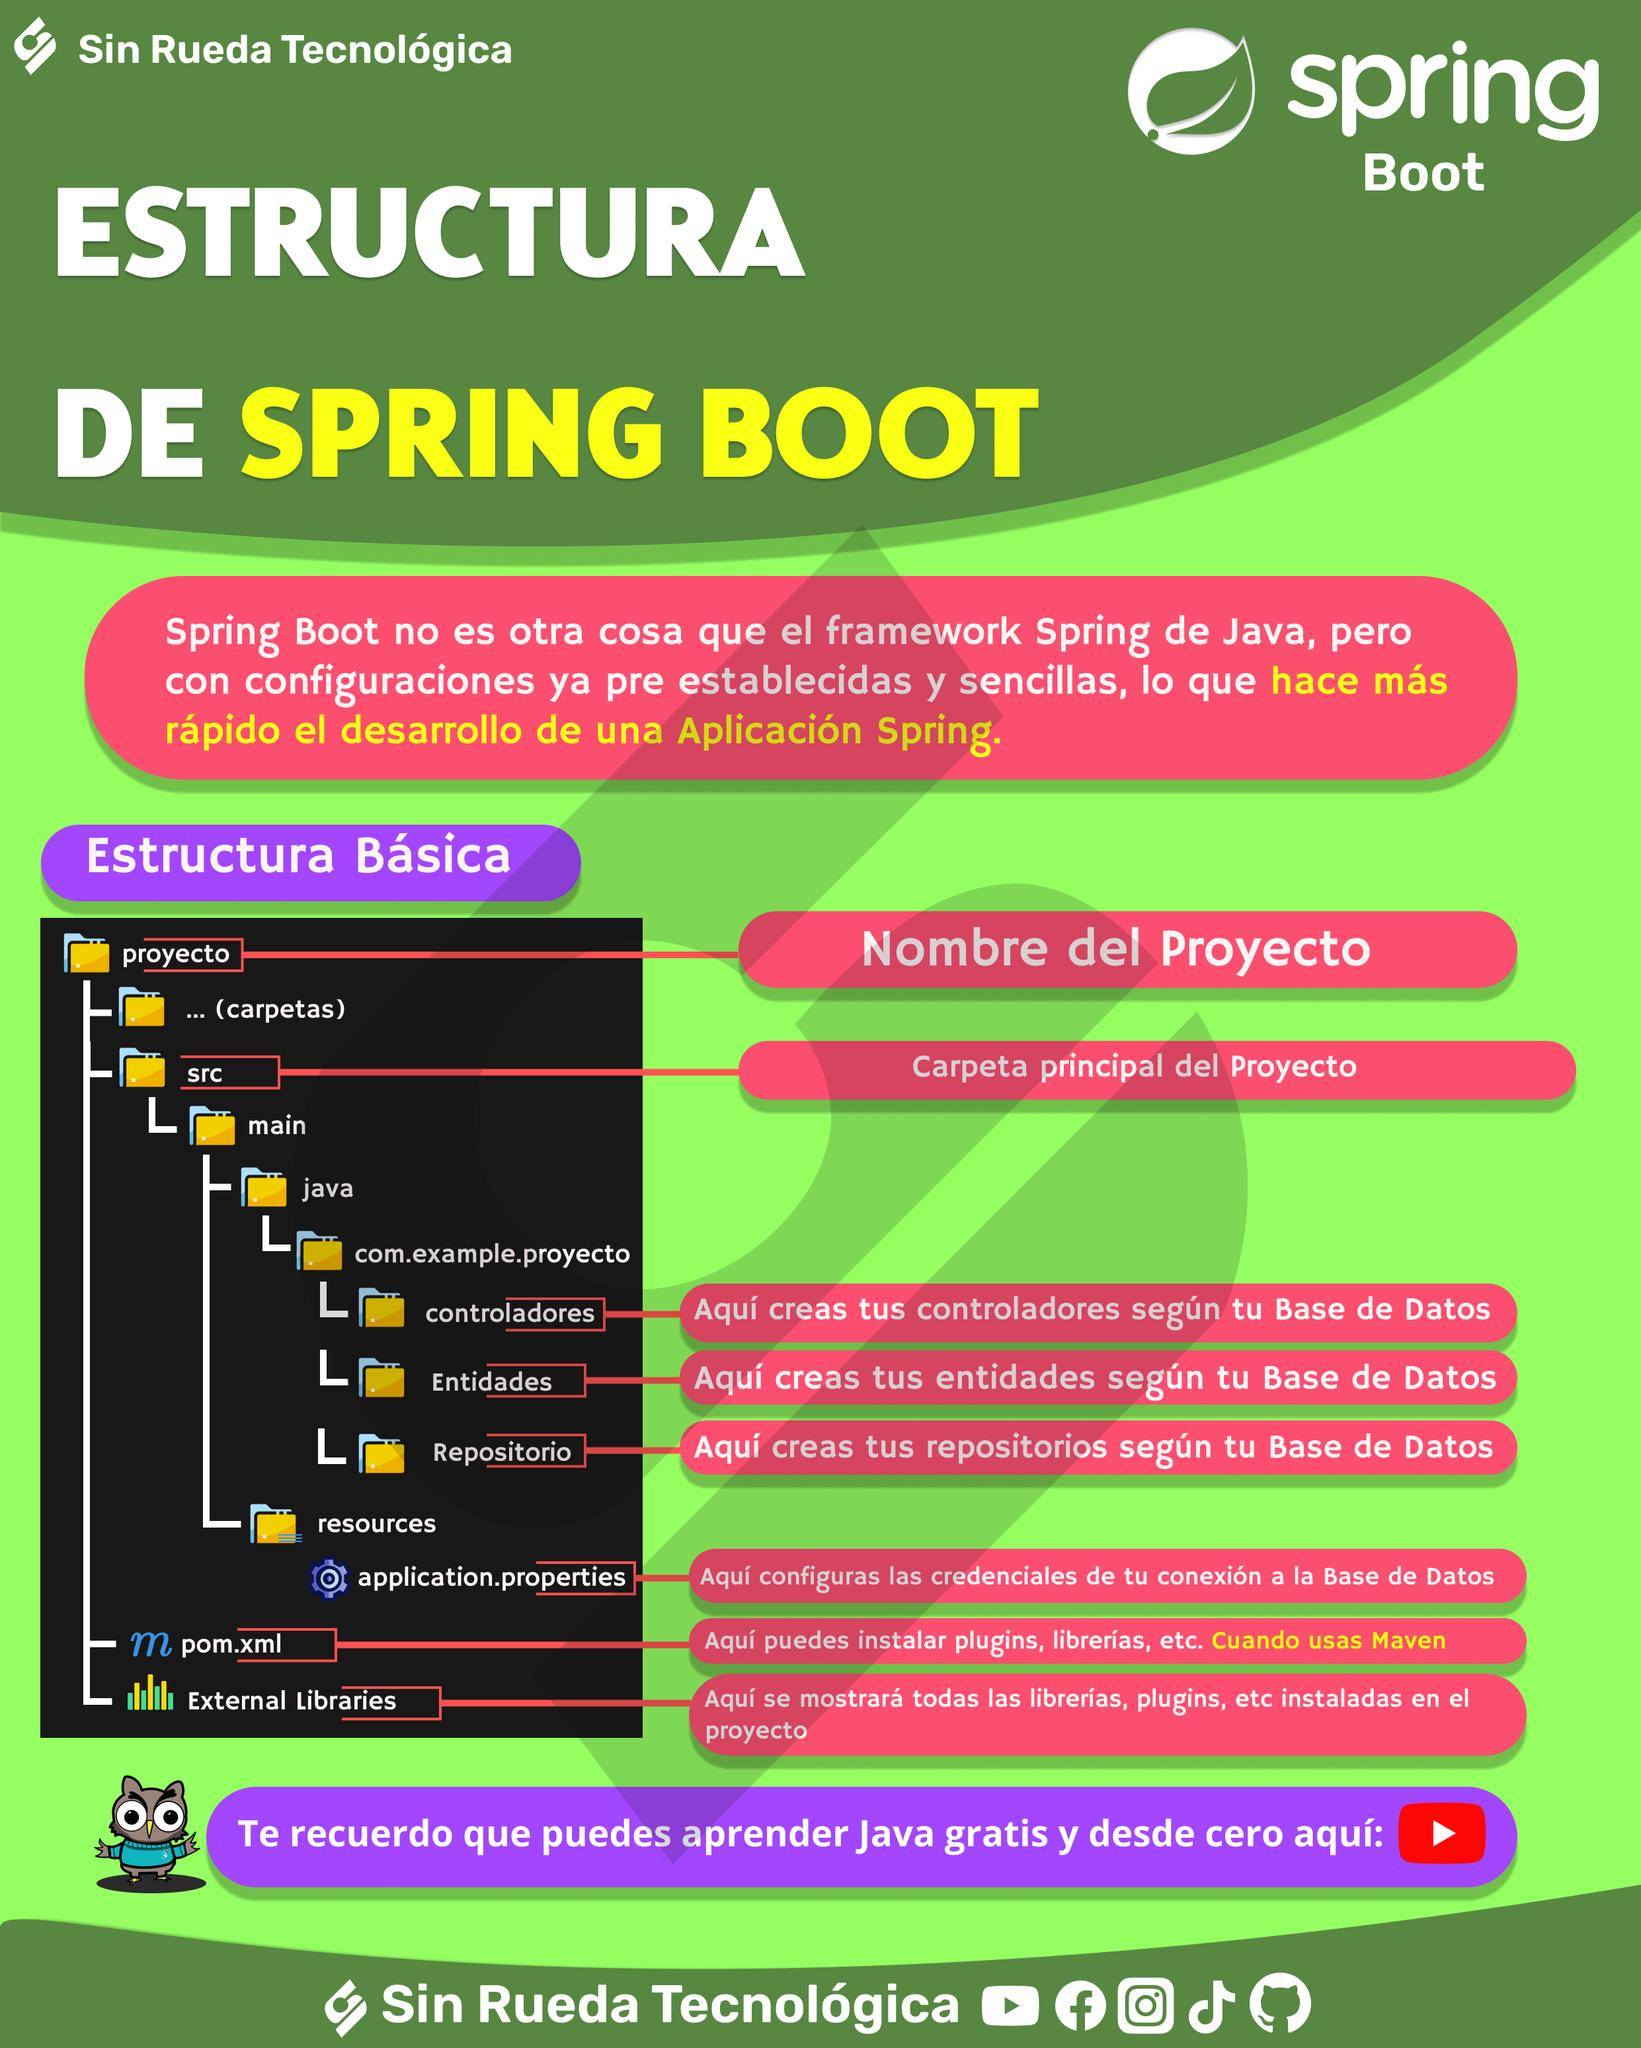 Sin Rueda Tecnológica
spring
Boot
ESTRUCTURA
DE SPRING BOOT
Spring Boot no es otra cosa que el framework Spring de Java, pero
con configuraciones ya pre establecidas y sencillas, lo que hace más
rápido el desarrollo de una Aplicación Spring.
Estructura Básica
proyecto
Nombre del Proyecto
... (carpetas)
src
Carpeta principal del Proyecto
main
java
com.example.proyecto
controladores
Aquí creas tus controladores según tu Base de Datos
Entidades
Aquí creas tus entidades según tu Base de Datos
Repositorio
Aquí creas tus repositorios según tu Base de Datos
resources
application.properties
Aquí configuras las credenciales de tu conexión a la Base de Datos
m pom.xml
Aquí puedes instalar plugins, librerías, etc. Cuando usas Maven
External Libraries
Aquí se mostrará todas las librerías, plugins, etc instaladas en el
proyecto
Te recuerdo que puedes aprender Java gratis y desde cero aquí:
Sin Rueda Tecnológica